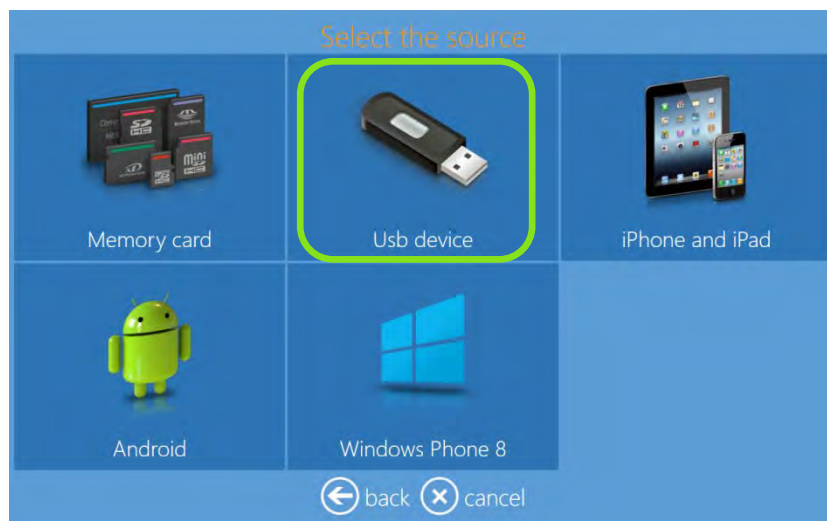 Select the source
Memory card
Usb device
iPhone and iPad
Android
Windows Phone 8
back cancel